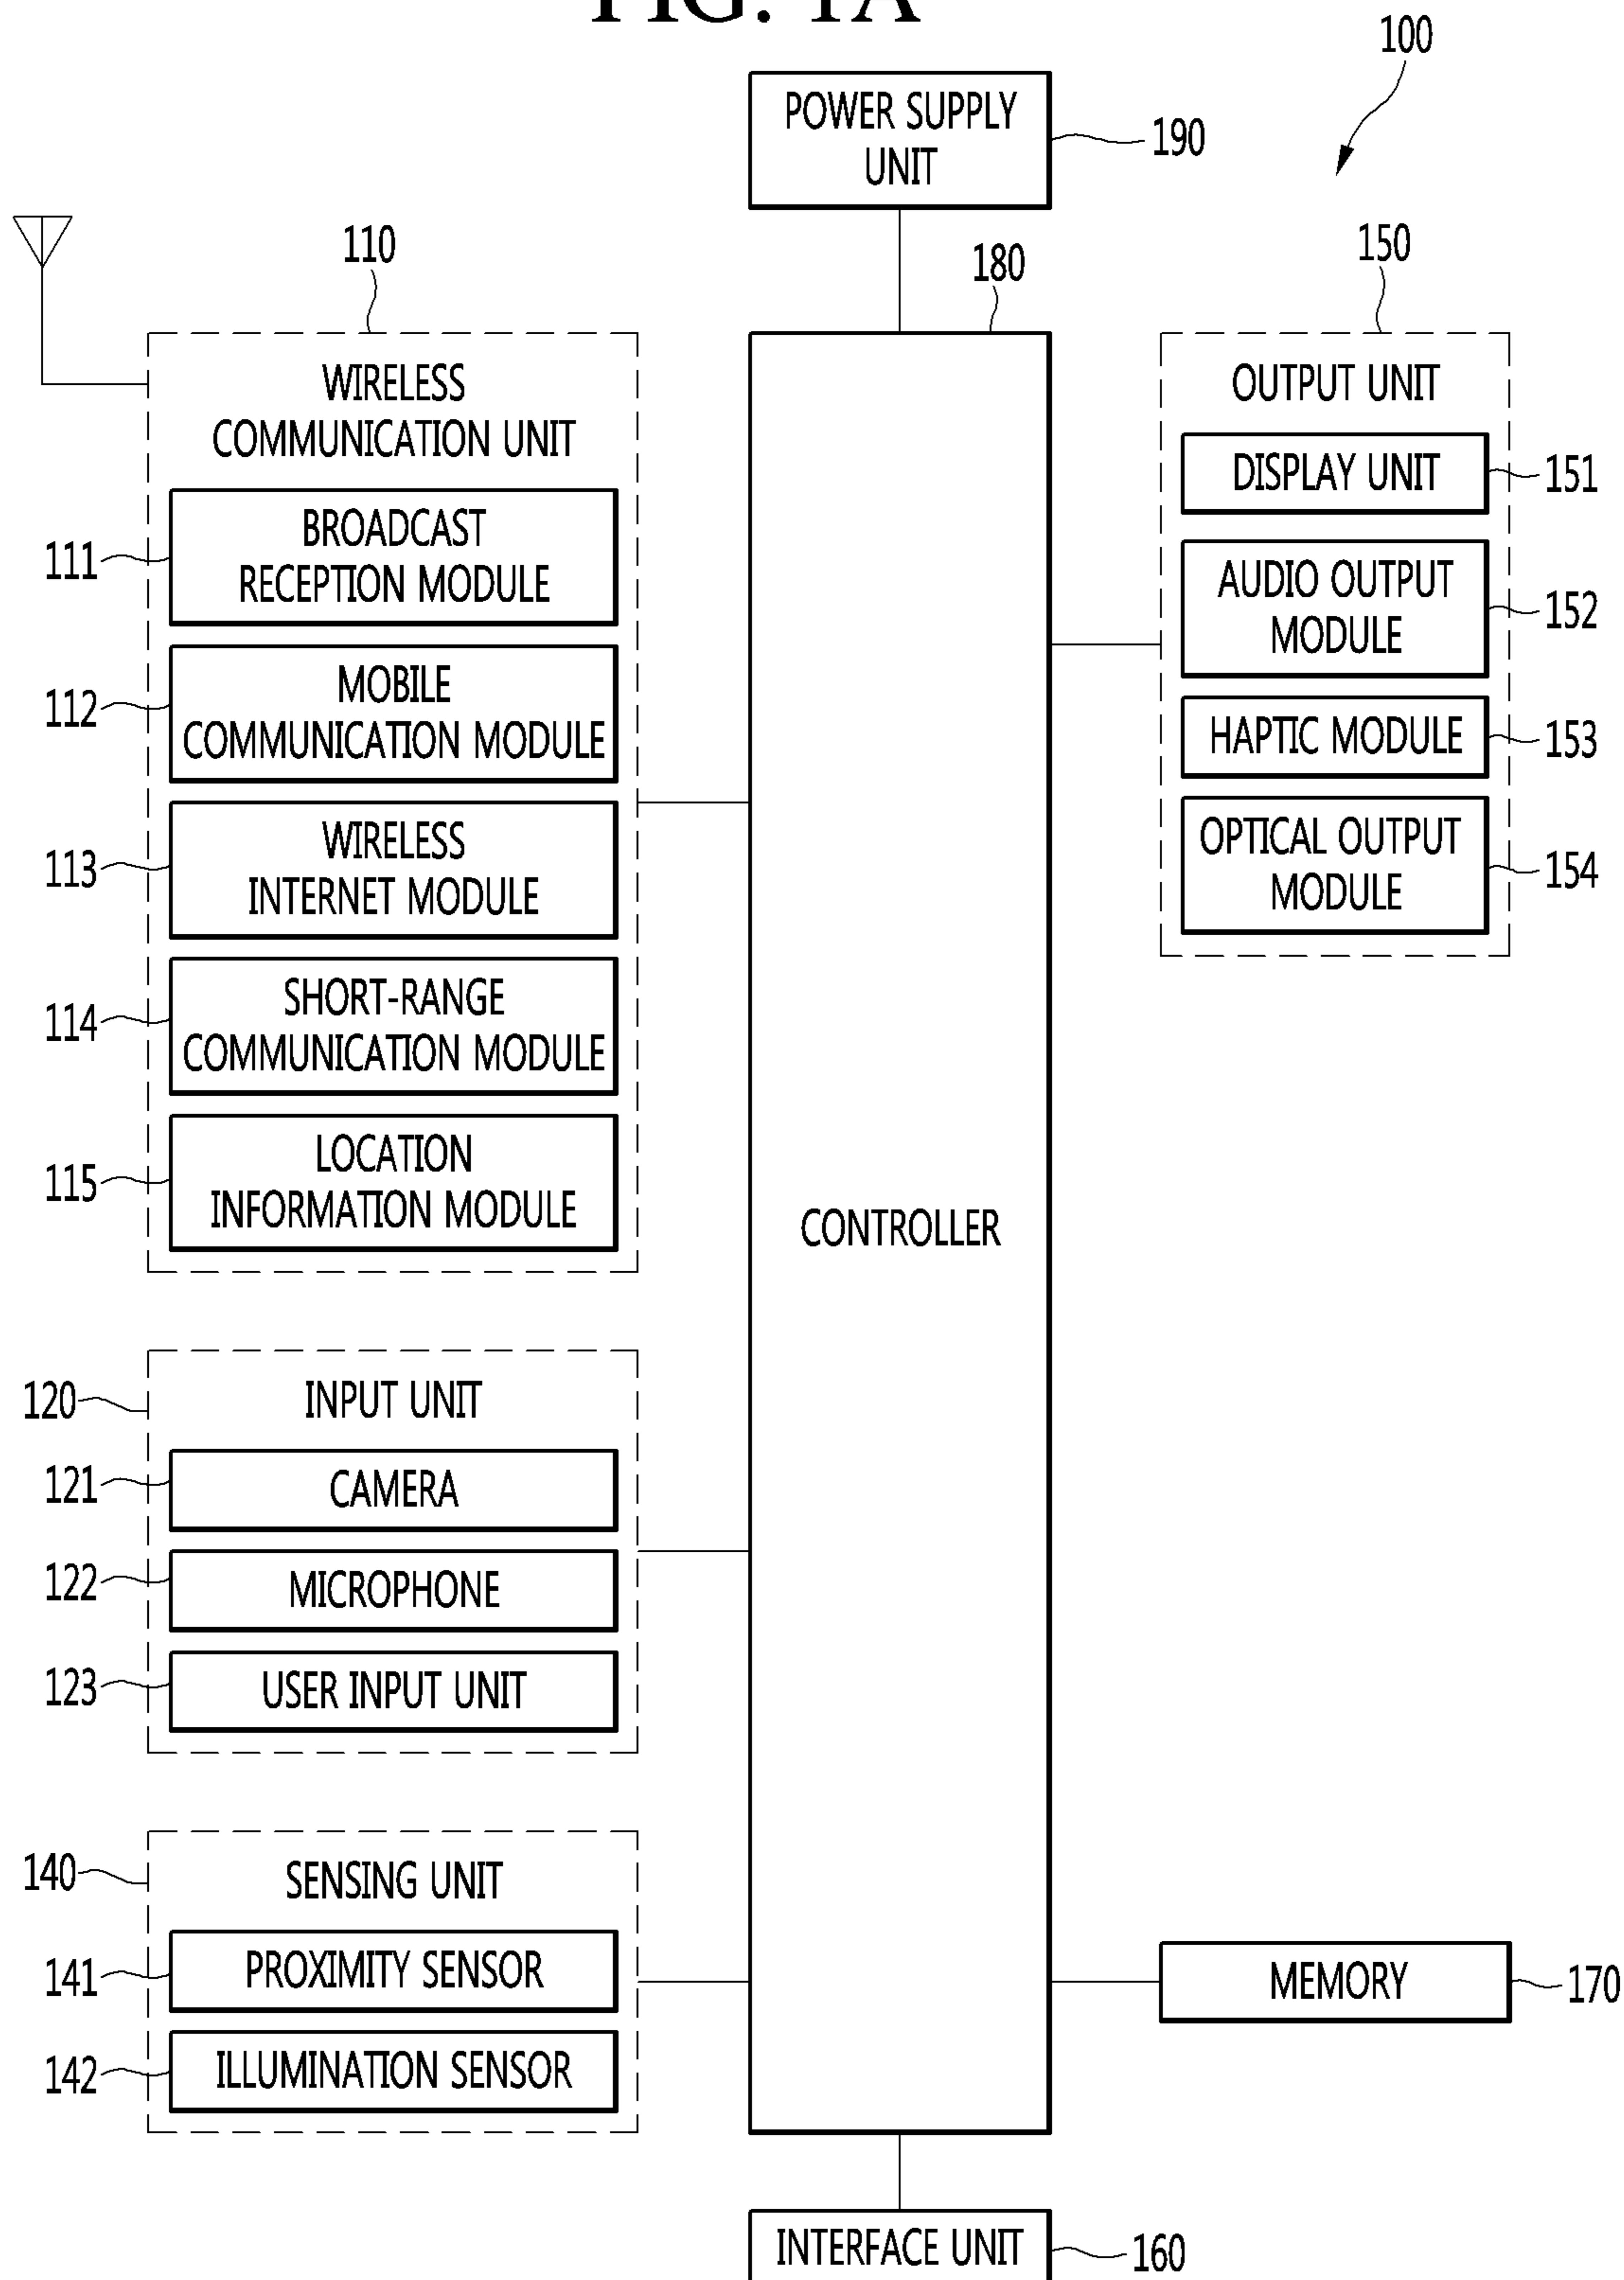 FIG. 1A
100
POWER SUPPLY
UNIT
190
110
180
150
WIRELESS
COMMUNICATION UNIT
111
BROADCAST
RECEPTION MODULE
112
MOBILE
COMMUNICATION MODULE
113
WIRELESS
INTERNET MODULE
114
SHORT-RANGE
COMMUNICATION MODULE
115
LOCATION
INFORMATION MODULE
120
INPUT UNIT
121
CAMERA
122
MICROPHONE
123
USER INPUT UNIT
140
SENSING UNIT
141
PROXIMITY SENSOR
142
ILLUMINATION SENSOR
CONTROLLER
OUTPUT UNIT
DISPLAY UNIT
151
AUDIO OUTPUT
MODULE
152
HAPTIC MODULE
153
OPTICAL OUTPUT
MODULE
154
MEMORY
170
INTERFACE UNIT
160